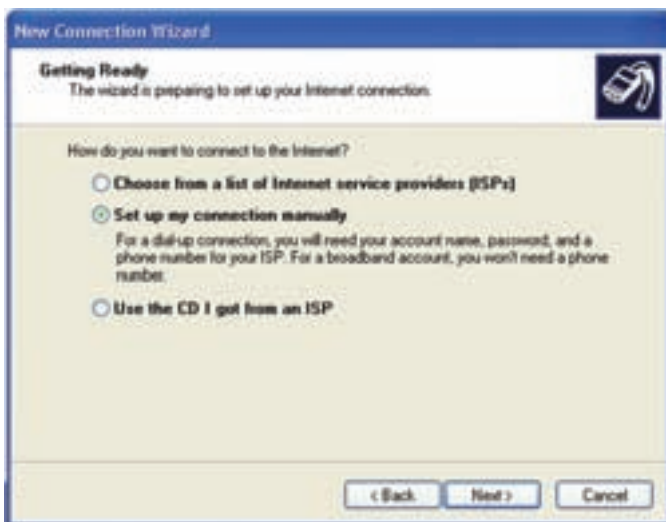 New Connection Wizard
Getting Ready
The wizard is preparing to set up your Internet connection.
How do you want to connect to the Internet?
Choose from a list of Internet service providers (ISPs)
Set up my connection manually
For a dial-up connection, you will need your account name, password, and a
phone number for your ISP. For a broadband account, you won't need a phone
number.
Use the CD I got from an ISP
< Back
Next >
Cancel